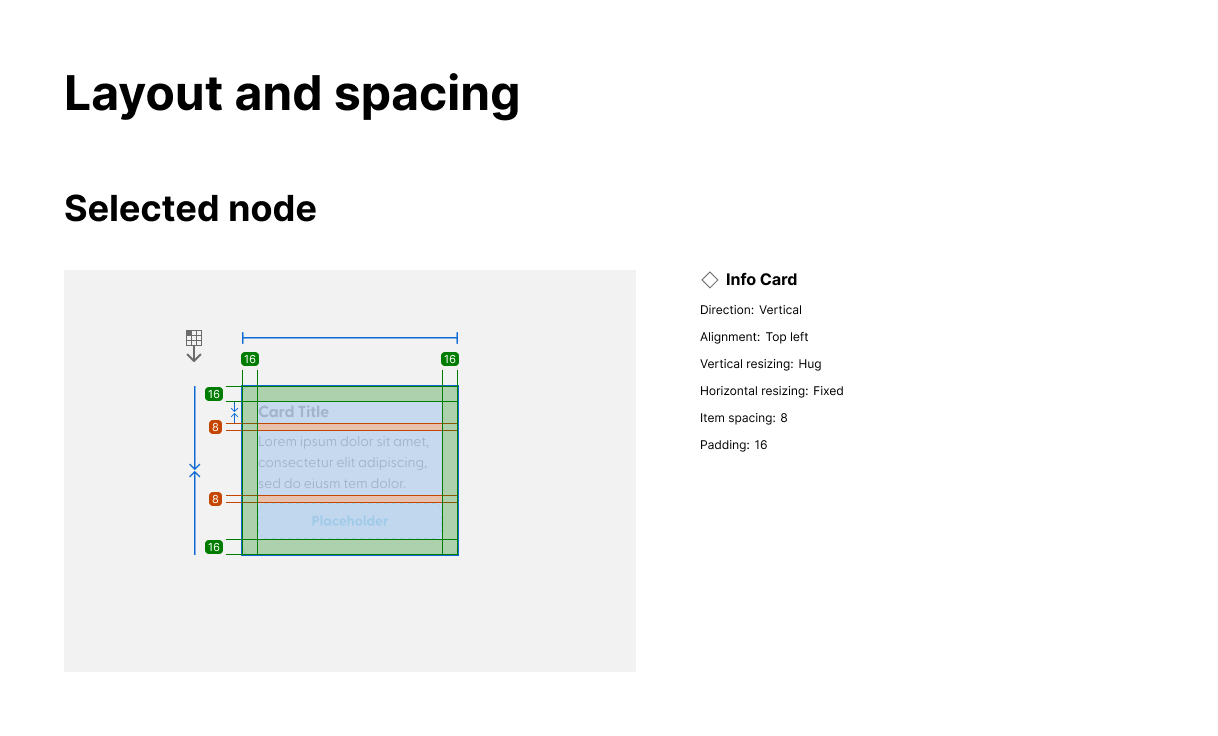 Layout and spacing
Selected node
16
16
16
8
8
16
Card Title
Lorem ipsum dolor sit amet,
consectetur elit adipiscing,
sed do eiusm tem dolor.
Placeholder
Info Card
Direction: Vertical
Alignment: Top left
Vertical resizing: Hug
Horizontal resizing: Fixed
Item spacing: 8
Padding: 16